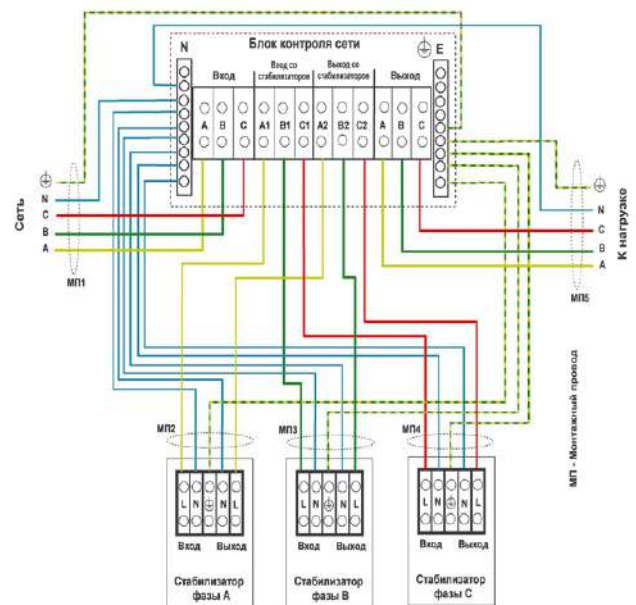 Блок контроля сети
N
E
Вход
Вход со стабилизаторов
Выход со стабилизаторов
Выход
A B C A1 B1 C1 A2 B2 C2 A B C
Сеть
N
C
B
A
МП1
К нагрузке
N
C
B
A
МП5
МП - Монтажный провод
МП2
МП3
МП4
L N N L
L N N L
L N N L
Вход Выход
Вход Выход
Вход Выход
Стабилизатор
фазы А
Стабилизатор
фазы В
Стабилизатор
фазы С